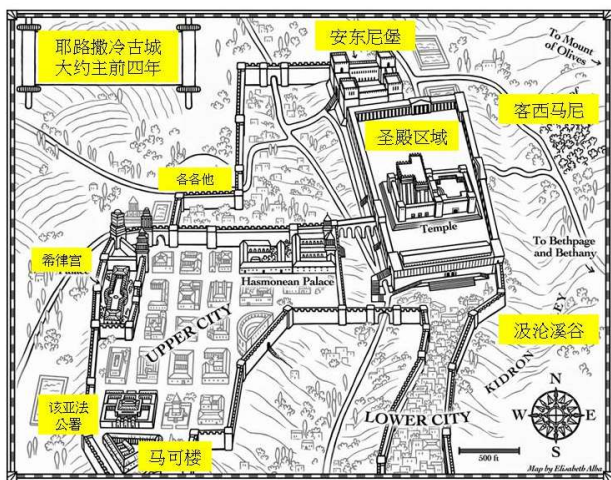 耶路撒冷古城
大约主前四年
安东尼堡
To Mount
of Olives
客西马尼
圣殿区域
各各他
Temple
希律宫
Hasmonean Palace
To Bethpage
and Bethany
UPPER CITY
汲沦溪谷
KIDRON
EY
该亚法
公署
马可楼
LOWER CITY
N
W
E
S
500 ft
Map by Elisabeth Alba